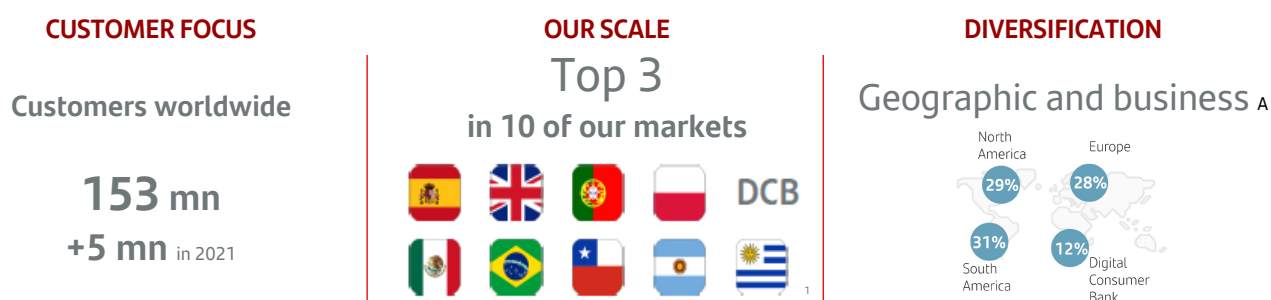 CUSTOMER FOCUS
Customers worldwide
153 mn
+5 mn in 2021
OUR SCALE
Top 3
in 10 of our markets
DCB
1
DIVERSIFICATION
Geographic and business A
North
America
Europe
29%
28%
31%
12%
South
America
Digital
Consumer
Bank